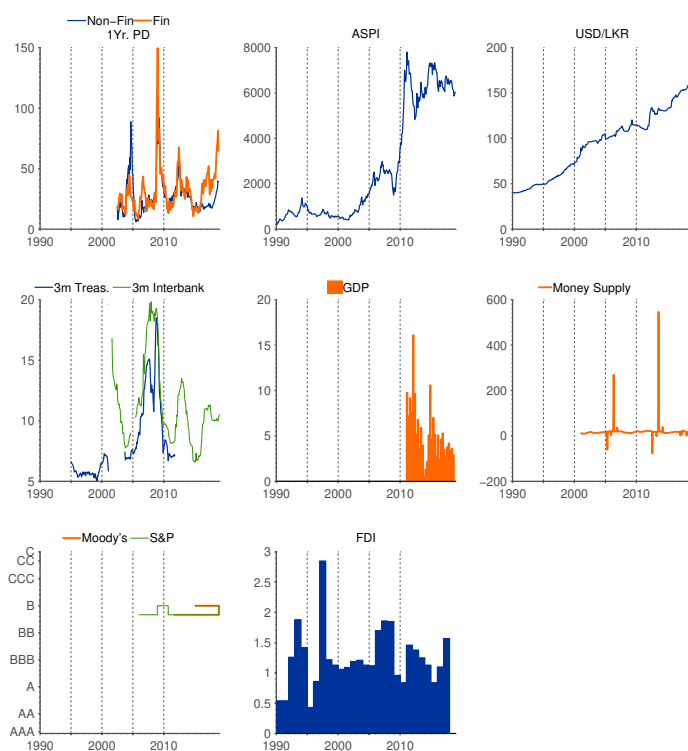 Non-Fin Fin
1Yr. PD ASPI USD/LKR
150 8000 200
150
6000
100
100
4000
50
50
2000
0 0 0
1990 2000 2010 1990 2000 2010 1990 2000 2010
3m Treas. 3m Interbank GDP Money Supply
20 20 600
15 15
400
10
200
10 5
0
5 0 −200
1990 2000 2010 1990 2000 2010 1990 2000 2010
Moody's S&P FDI
C 3
CC
2.5
CCC
2
B
BB 1.5
BBB
1
A
0.5
AA
AAA 0
1990 2000 2010 1990 2000 2010